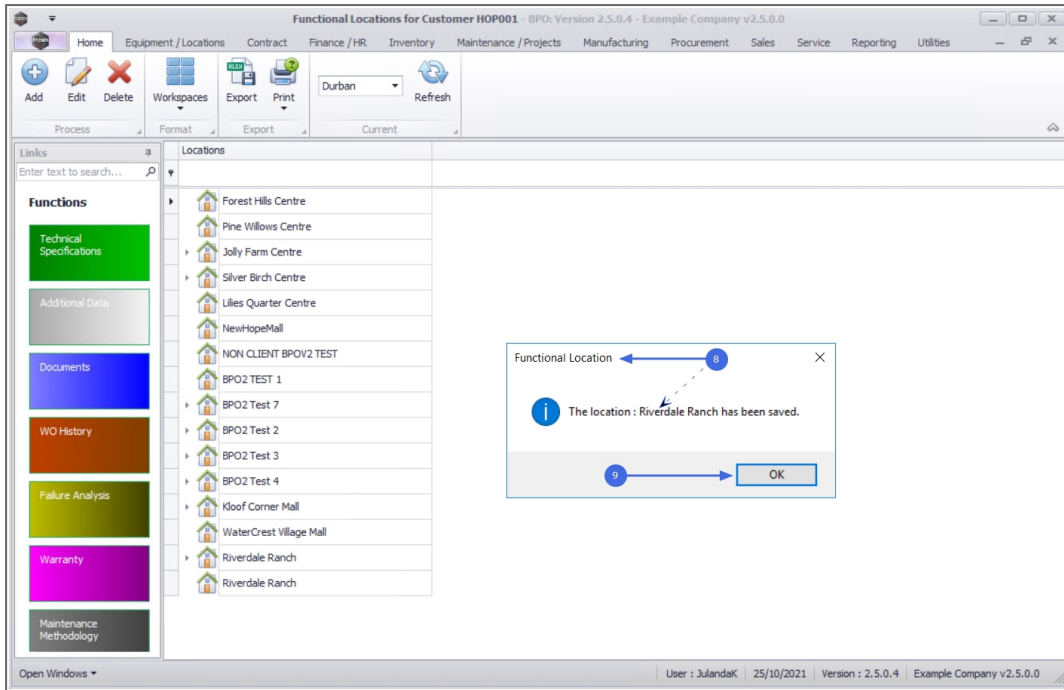 Functional Locations for Customer HOP001 - BPO: Version 2.5.0.4 - Example Company v2.5.0.0
Home Equipment / Locations Contract Finance / HR Inventory Maintenance / Projects Manufacturing Procurement Sales Service Reporting Utilities
Add Edit Delete Workspaces Export Print Durban Refresh
Process Format Export Current
Links
Enter text to search...
Functions
Technical
Specifications
Additional Data
Documents
WO History
Failure Analysis
Warranty
Maintenance
Methodology
Locations
Forest Hills Centre
Pine Willows Centre
Jolly Farm Centre
Silver Birch Centre
Lilies Quarter Centre
NewHopeMall
NON CLIENT BPOV2 TEST
BPO2 TEST 1
BPO2 Test 7
BPO2 Test 2
BPO2 Test 3
BPO2 Test 4
Kloof Corner Mall
WaterCrest Village Mall
Riverdale Ranch
Riverdale Ranch
Functional Location
8
The location : Riverdale Ranch has been saved.
9
OK
Open Windows
User : JulandaK 25/10/2021 Version : 2.5.0.4 Example Company v2.5.0.0